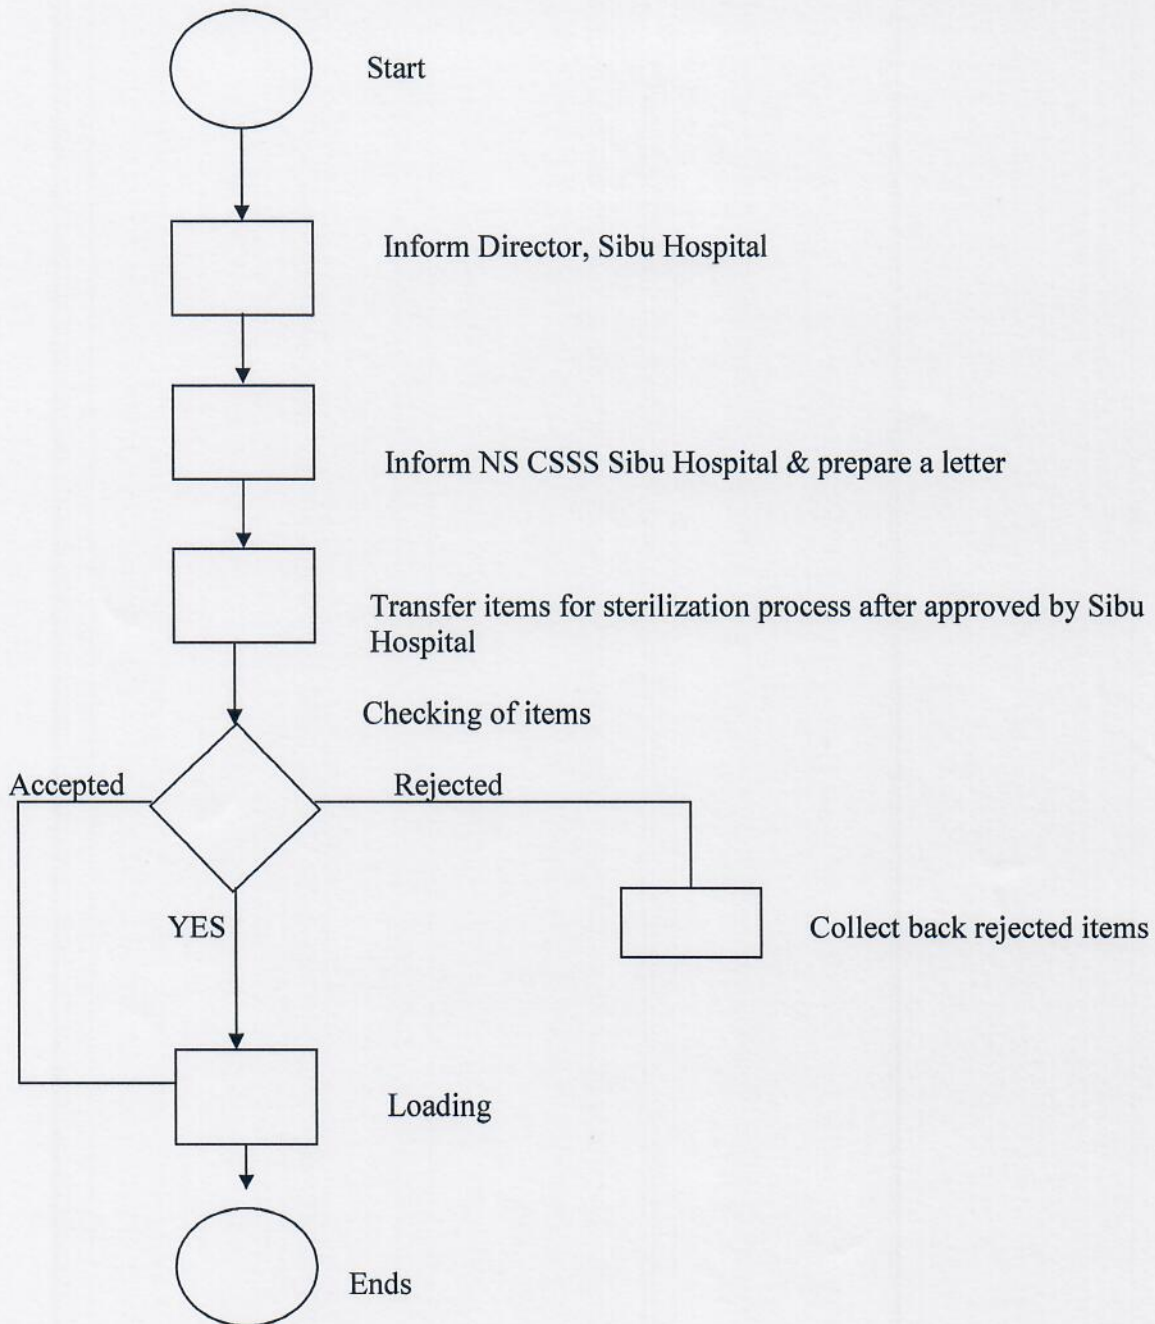 Start
Inform Director, Sibu Hospital
Inform NS CSSS Sibu Hospital & prepare a letter
Transfer items for sterilization process after approved by Sibu
Hospital
Checking of items
Accepted
Rejected
YES
Collect back rejected items
Loading
Ends